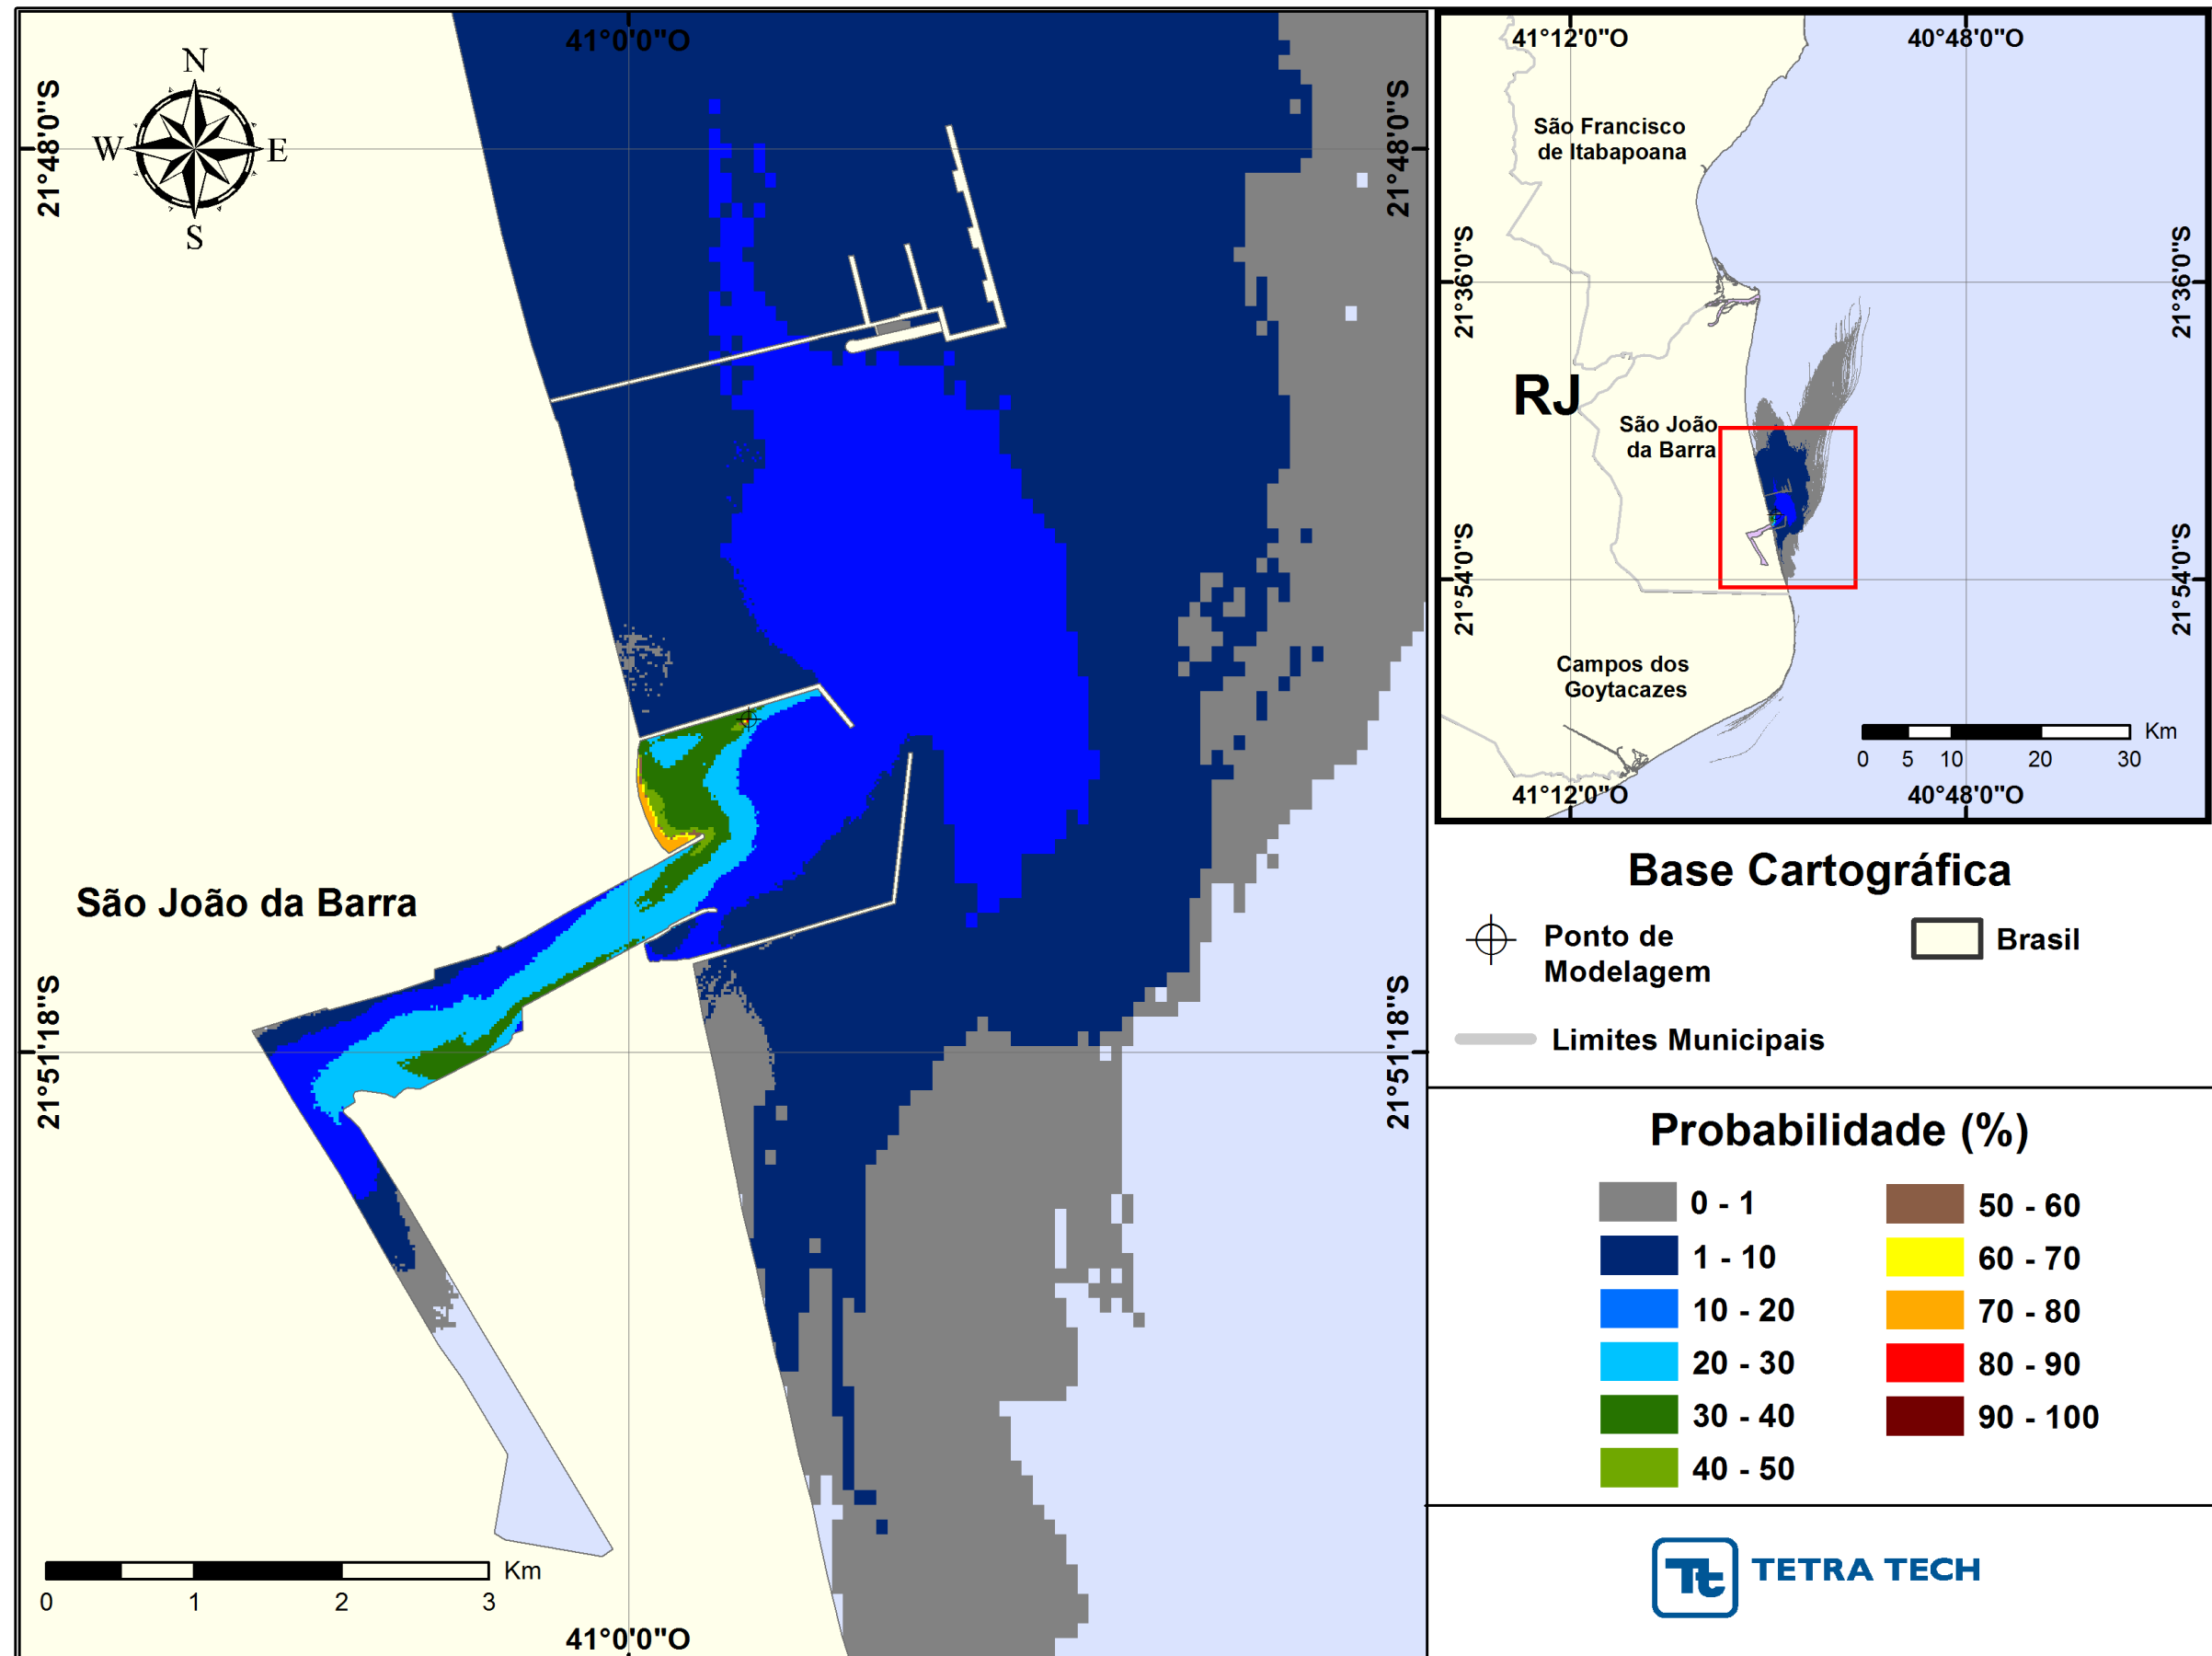 41°0'0"O
N
W
E
S
21°48'0"S
21°48'0"S
São João da Barra
21°51'18"S
21°51'18"S
Km
0 1 2 3
41°0'0"O
41°12'0"O
40°48'0"O
São Francisco
de Itabapoana
21°36'0"S
21°36'0"S
RJ
São João
da Barra
21°54'0"S
21°54'0"S
Campos dos
Goytacazes
Km
0 5 10 20 30
41°12'0"O
40°48'0"O
Base Cartográfica
Ponto de
Modelagem
Brasil
Limites Municipais
Probabilidade (%)
0 - 1
1 - 10
10 - 20
20 - 30
30 - 40
40 - 50
50 - 60
60 - 70
70 - 80
80 - 90
90 - 100
Tt
TETRA TECH